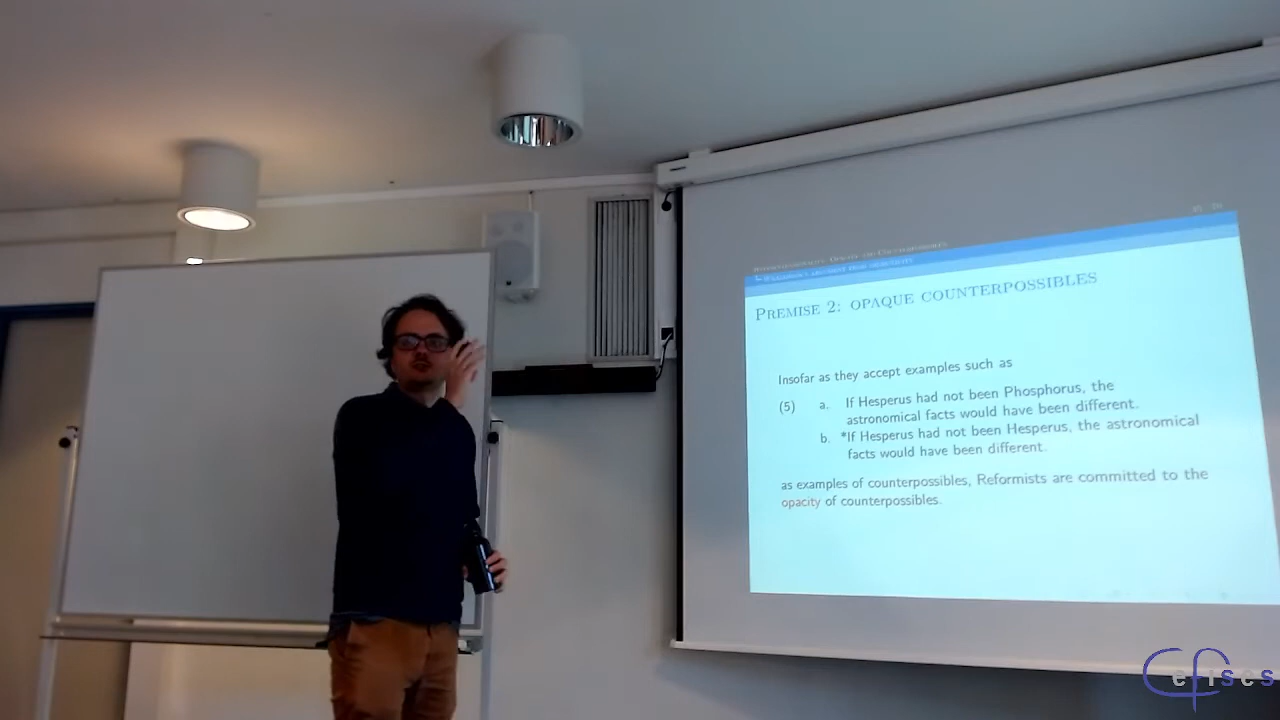 PREMISE 2: OPAQUE COUNTERPOSSIBLES
Insofar as they accept examples such as
(5) a. If Hesperus had not been Phosphorus, the
astronomical facts would have been different.
b. *If Hesperus had not been Hesperus, the astronomical
facts would have been different.
as examples of counterpossibles, Reformists are committed to the
opacity of counterpossibles.
Cefises